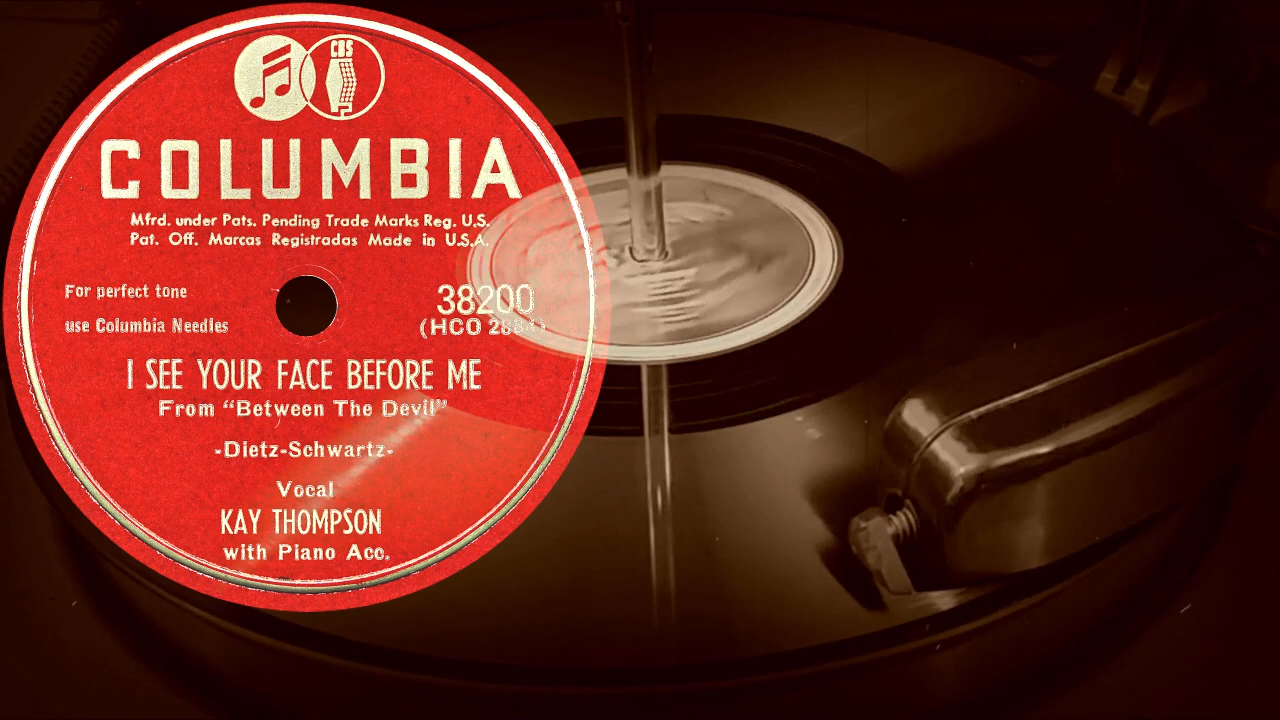 CBS
COLUMBIA
Mfrd. under Pats. Pending Trade Marks Reg. U.S.
Pat. Off. Marcas Registradas Made in U.S.A.
For perfect tone
use Columbia Needles
38200
(HCO 2884)
I SEE YOUR FACE BEFORE ME
From “Between The Devil”
-Dietz-Schwartz-
Vocal
KAY THOMPSON
with Piano Acc.